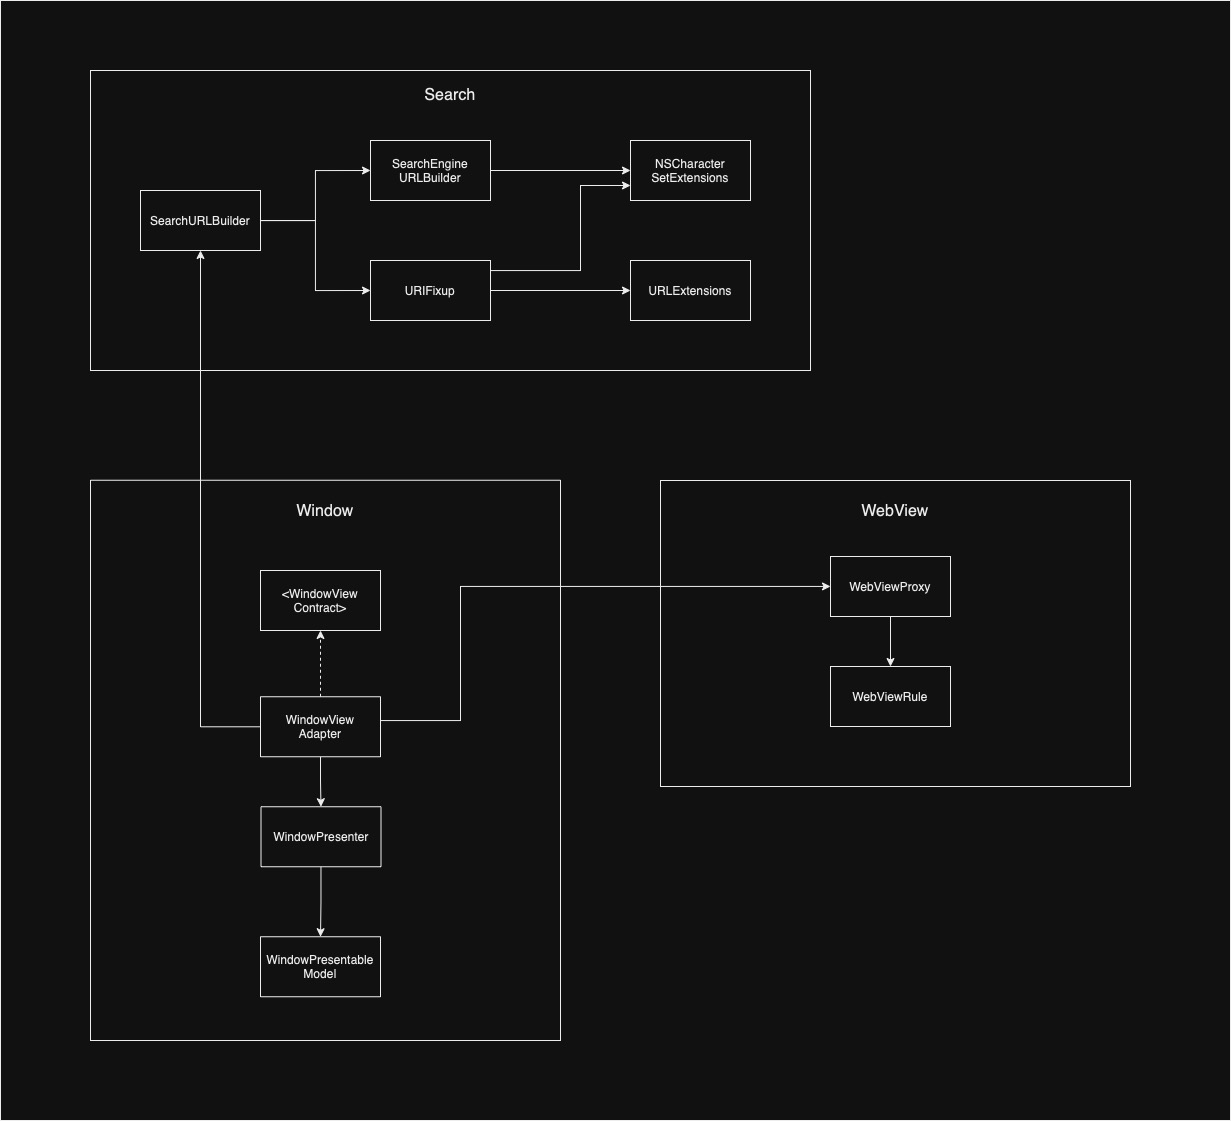 Search
SearchEngine
URLBuilder
NSCharacter
SetExtensions
SearchURLBuilder
URIFixup
URLExtensions
Window
<WindowView
Contract>
WindowView
Adapter
WindowPresenter
WindowPresentable
Model
WebView
WebViewProxy
WebViewRule